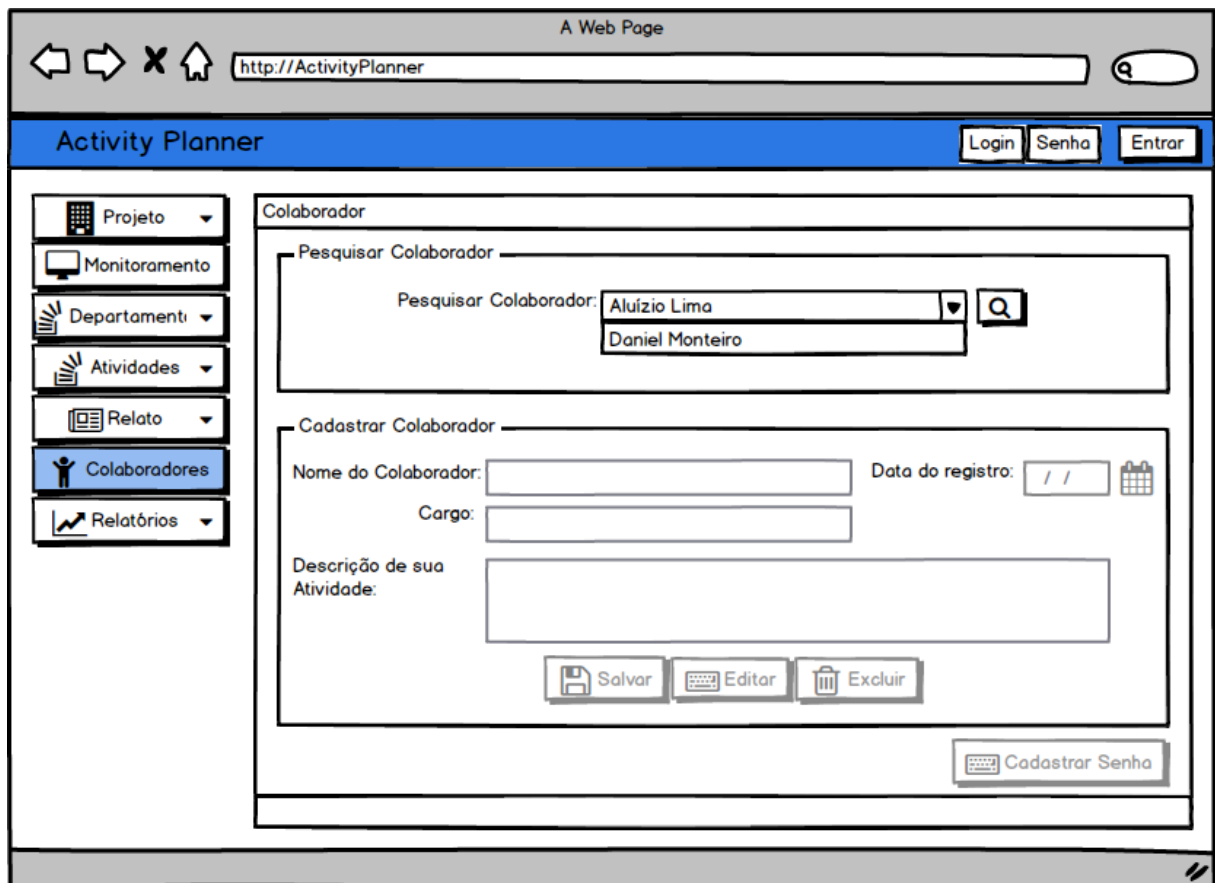 A Web Page
http://ActivityPlanner
Activity Planner
Login
Senha
Entrar
Projeto
Monitoramento
Departament
Atividades
Relato
Colaboradores
Relatórios
Colaborador
Pesquisar Colaborador
Pesquisar Colaborador:
Aluízio Lima
Daniel Monteiro
Cadastrar Colaborador
Nome do Colaborador:
Data do registro:
/ /
Cargo:
Descrição de sua
Atividade:
Salvar
Editar
Excluir
Cadastrar Senha